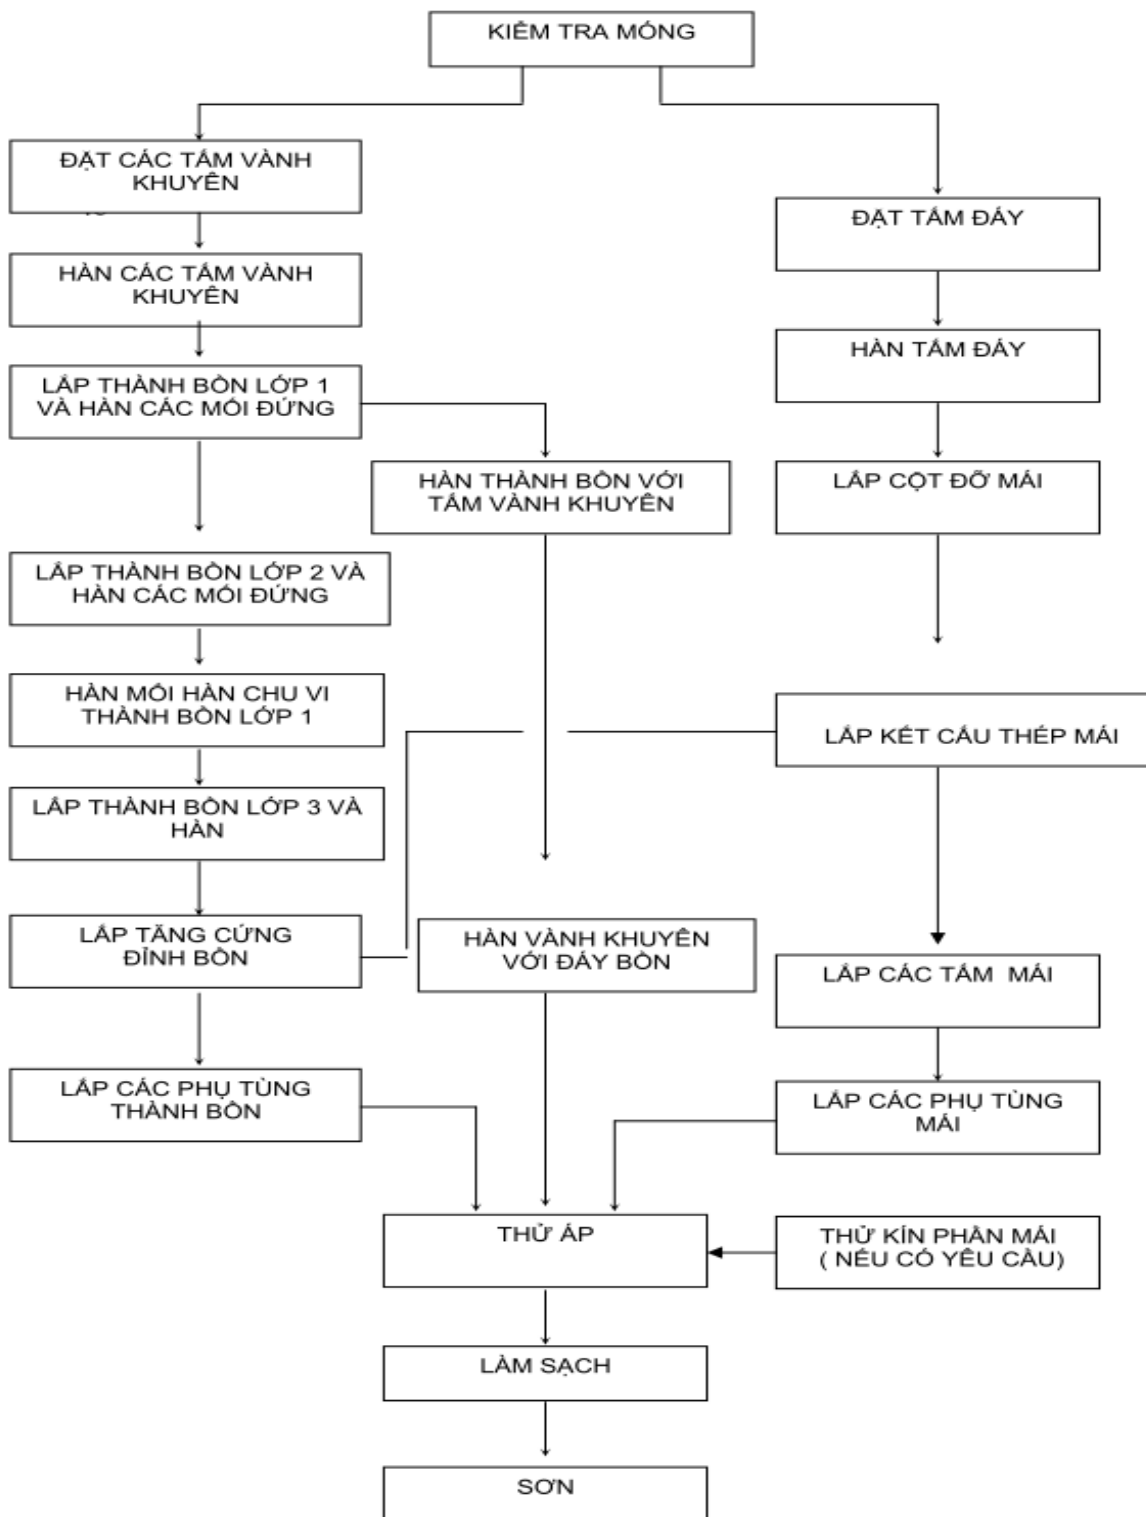 KIỂM TRA MÓNG
ĐẶT CÁC TẤM VÀNH
KHUYÊN
HÀN CÁC TẤM VÀNH
KHUYÊN
LẮP THÀNH BỒN LỚP 1
VÀ HÀN CÁC MỐI ĐỨNG
LẮP THÀNH BỒN LỚP 2 VÀ
HÀN CÁC MỐI ĐỨNG
HÀN MỐI HÀN CHU VI
THÀNH BỒN LỚP 1
LẮP THÀNH BỒN LỚP 3 VÀ
HÀN
LẮP TĂNG CỨNG
ĐỈNH BỒN
LẮP CÁC PHỤ TÙNG
THÀNH BỒN
HÀN THÀNH BỒN VỚI
TẤM VÀNH KHUYÊN
HÀN VÀNH KHUYÊN
VỚI ĐÁY BỒN
ĐẶT TẤM ĐÁY
HÀN TẤM ĐÁY
LẮP CỘT ĐỠ MÁI
LẮP KẾT CẤU THÉP MÁI
LẮP CÁC TẤM MÁI
LẮP CÁC PHỤ TÙNG
MÁI
THỬ KÍN PHẦN MÁI
( NẾU CÓ YÊU CẦU)
THỬ ÁP
LÀM SẠCH
SƠN